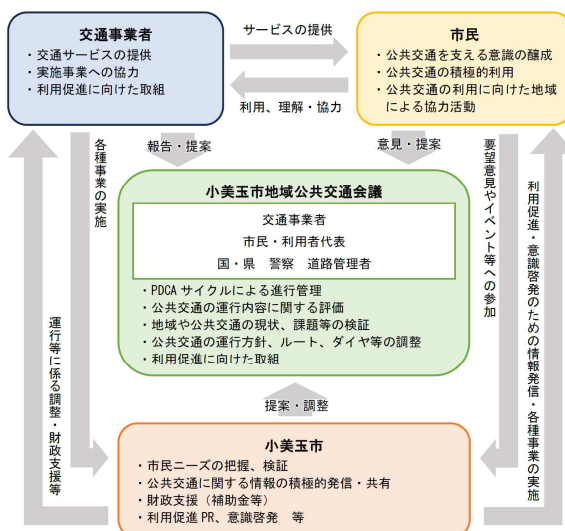 交通事業者
・交通サービスの提供
・実施事業への協力
・利用促進に向けた取組
サービスの提供
利用、理解・協力
市民
・公共交通を支える意識の醸成
・公共交通の積極的利用
・公共交通の利用に向けた地域
による協力活動
各種事業の実施
報告・提案
意見・提案
要望意見やイベント等への参加
利用促進・意識啓発のための情報発信・各種事業の実施
運行等に係る調整・財政支援等
小美玉市地域公共交通会議
交通事業者
市民・利用者代表
国・県 警察 道路管理者
・PDCA サイクルによる進行管理
・公共交通の運行内容に関する評価
・地域や公共交通の現状、課題等の検証
・公共交通の運行方針、ルート、ダイヤ等の調整
・利用促進に向けた取組
提案・調整
小美玉市
・市民ニーズの把握、検証
・公共交通に関する情報の積極的発信・共有
・財政支援（補助金等）
・利用促進 PR、意識啓発 等